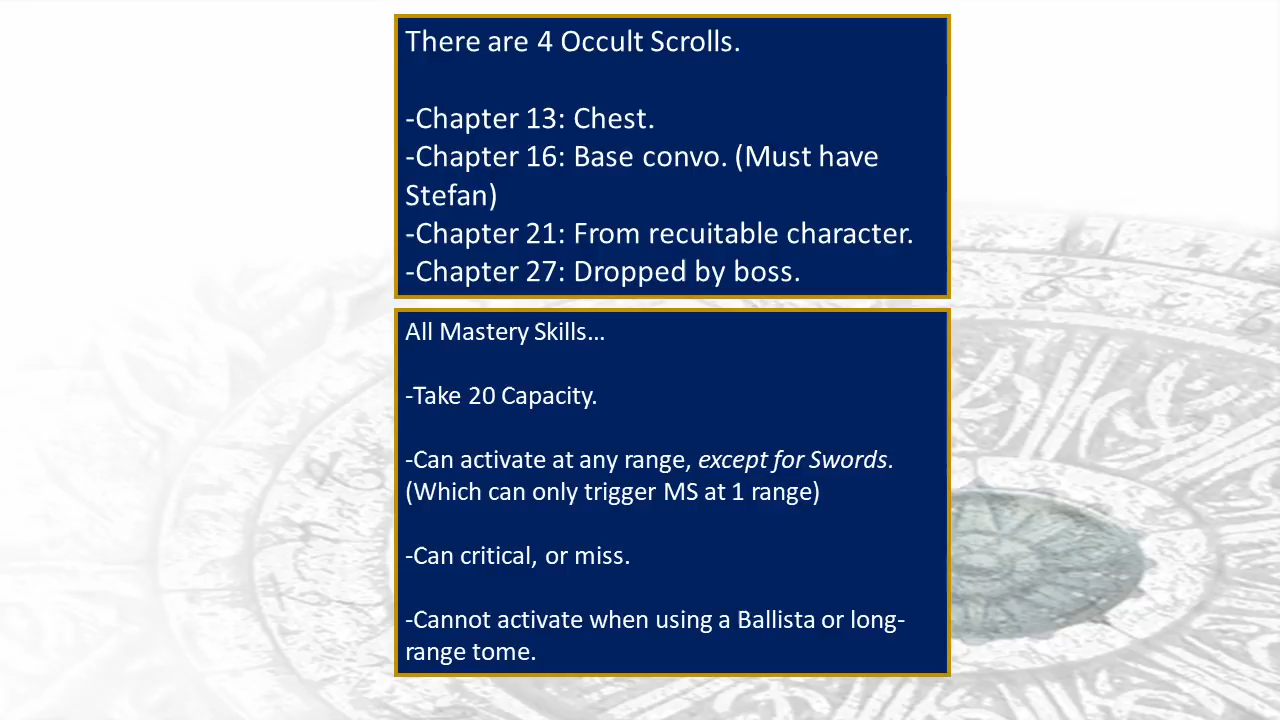 There are 4 Occult Scrolls.
-Chapter 13: Chest.
-Chapter 16: Base convo. (Must have
Stefan)
-Chapter 21: From recuitable character.
-Chapter 27: Dropped by boss.
All Mastery Skills...
-Take 20 Capacity.
-Can activate at any range, except for Swords.
(Which can only trigger MS at 1 range)
-Can critical, or miss.
-Cannot activate when using a Ballista or long-
range tome.